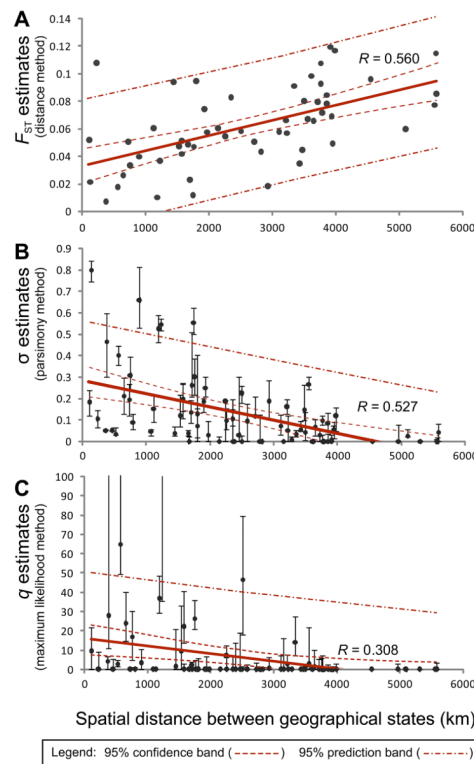 A
F_ST estimates
(distance method)
0.14
0.12
0.1
0.08
0.06
0.04
0.02
0
R = 0.560
0 1000 2000 3000 4000 5000 6000
B
σ estimates
(parsimony method)
0.9
0.8
0.7
0.6
0.5
0.4
0.3
0.2
0.1
0
R = 0.527
0 1000 2000 3000 4000 5000 6000
C
q estimates
(maximum likelihood method)
100
90
80
70
60
50
40
30
20
10
0
R = 0.308
0 1000 2000 3000 4000 5000 6000
Spatial distance between geographical states (km)
Legend: 95% confidence band ( ) 95% prediction band ( )